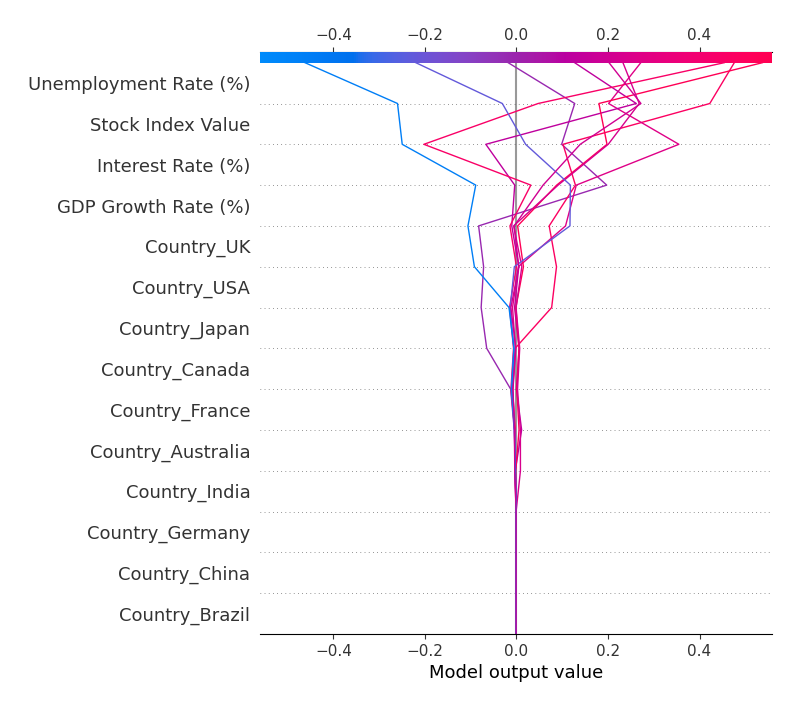 −0.4 −0.2 0.0 0.2 0.4
Unemployment Rate (%)
Stock Index Value
Interest Rate (%)
GDP Growth Rate (%)
Country_UK
Country_USA
Country_Japan
Country_Canada
Country_France
Country_Australia
Country_India
Country_Germany
Country_China
Country_Brazil
−0.4 −0.2 0.0 0.2 0.4
Model output value